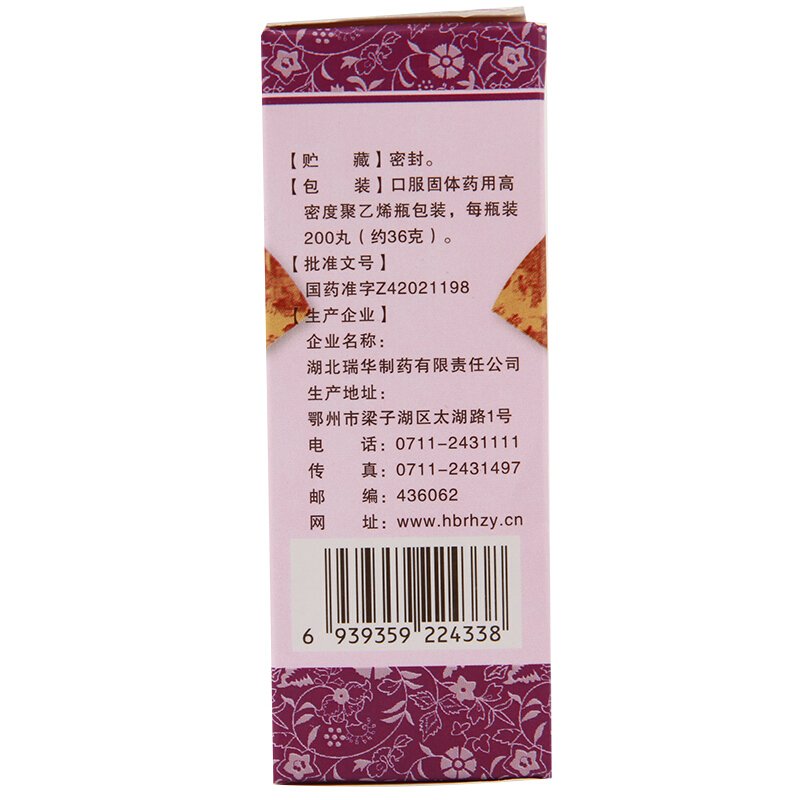 【贮　藏】密封。
【包　装】口服固体药用高
密度聚乙烯瓶包装，每瓶装
200丸（约36克）。
【批准文号】
国药准字Z42021198
【生产企业】
企业名称：
湖北瑞华制药有限责任公司
生产地址：
鄂州市梁子湖区太湖路1号
电　话：0711-2431111
传　真：0711-2431497
邮　编：436062
网　址：www.hbrhzy.cn
6 939359 224338